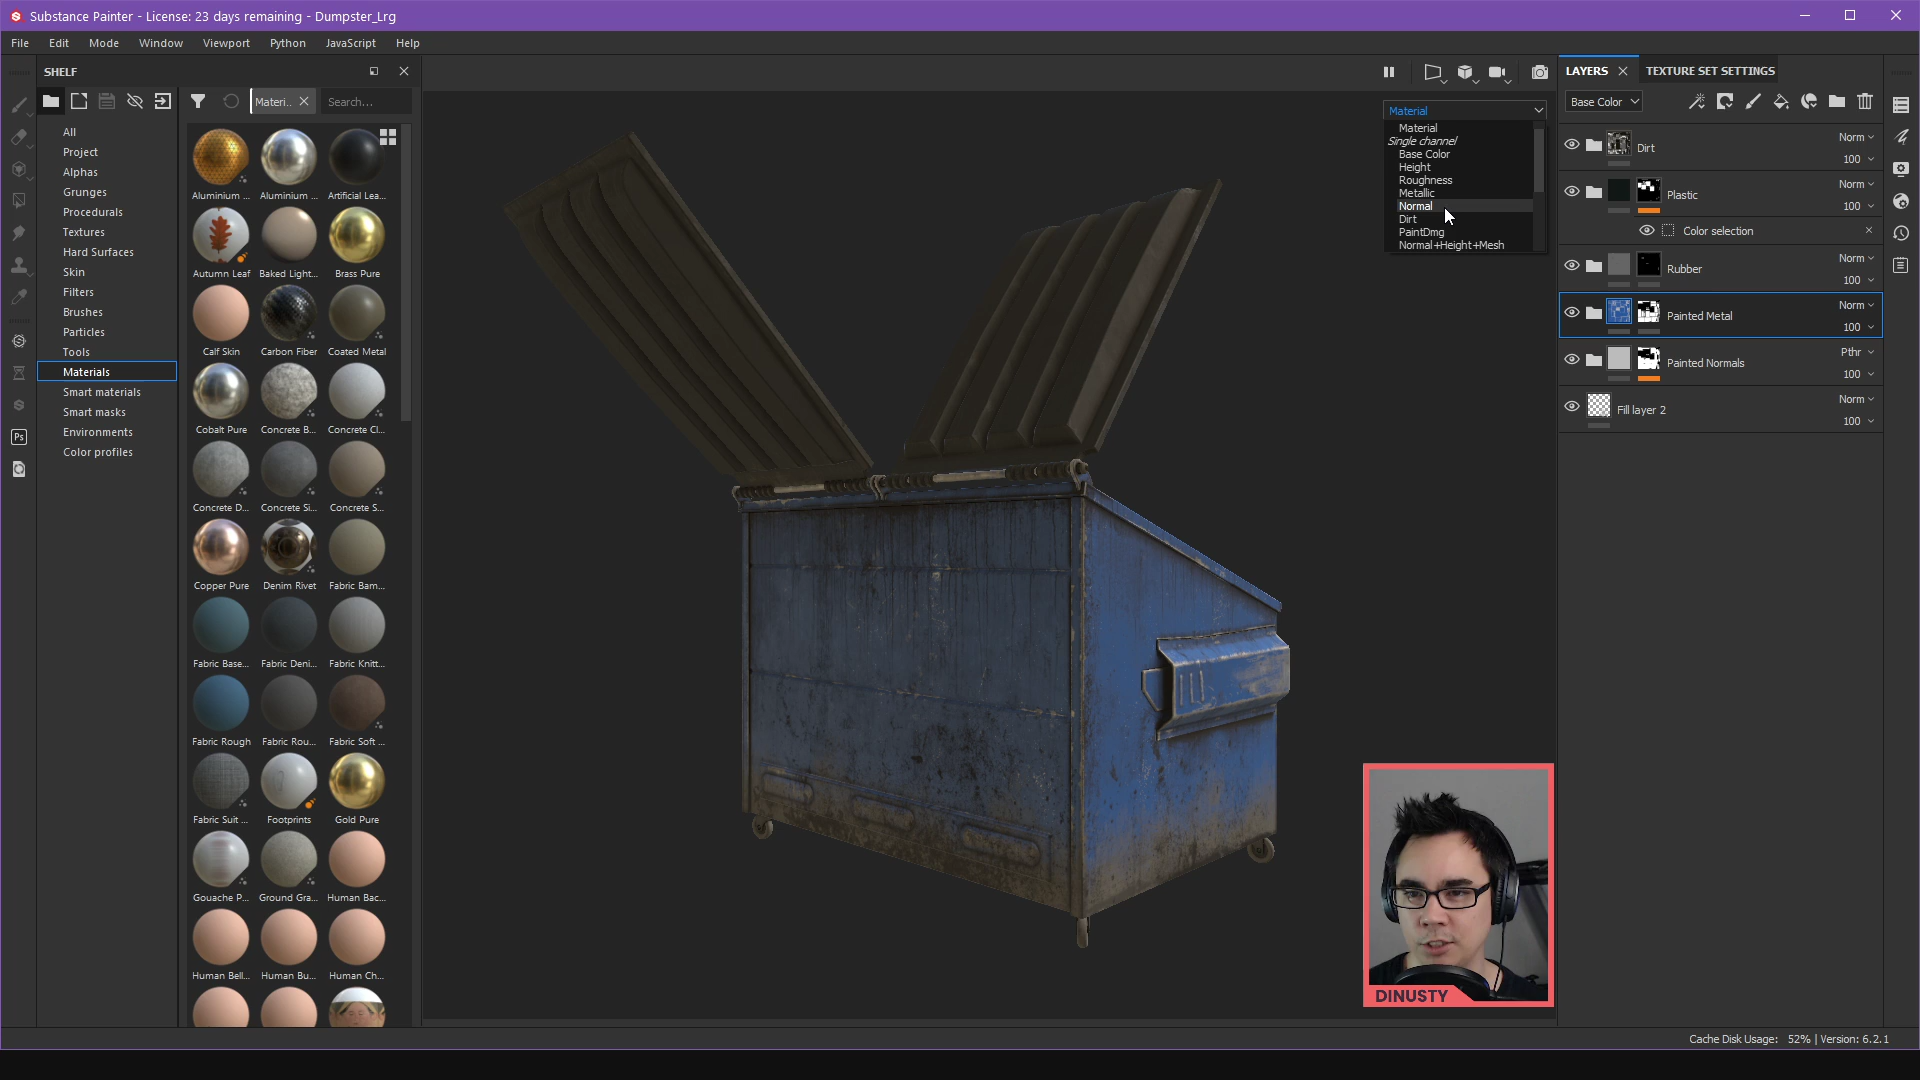 Substance Painter - License: 23 days remaining - Dumpster_Lrg
File Edit Mode Window Viewport Python JavaScript Help
SHELF
Materi..
Search...
All
Project
Alphas
Grunges
Procedurals
Textures
Hard Surfaces
Skin
Filters
Brushes
Particles
Tools
Materials
Smart materials
Smart masks
Environments
Color profiles
Ps
Aluminium ... Aluminium ... Artificial Lea...
Autumn Leaf Baked Light... Brass Pure
Calf Skin Carbon Fiber Coated Metal
Cobalt Pure Concrete B... Concrete Cl...
Concrete D... Concrete Si... Concrete S...
Copper Pure Denim Rivet Fabric Bam...
Fabric Base... Fabric Deni... Fabric Knitt...
Fabric Rough Fabric Rou... Fabric Soft ...
Fabric Suit ... Footprints Gold Pure
Gouache P... Ground Gra... Human Bac...
Human Bell... Human Bu... Human Ch...
Material
Material
Single channel
Base Color
Height
Roughness
Metallic
Normal
Dirt
PaintDmg
Normal+Height+Mesh
DINUSTY
LAYERS
TEXTURE SET SETTINGS
Base Color
Dirt
Norm
100
Plastic
Norm
100
Color selection
Rubber
Norm
100
Painted Metal
Norm
100
Painted Normals
Pthr
100
Fill layer 2
Norm
100
Cache Disk Usage: 52% | Version: 6.2.1